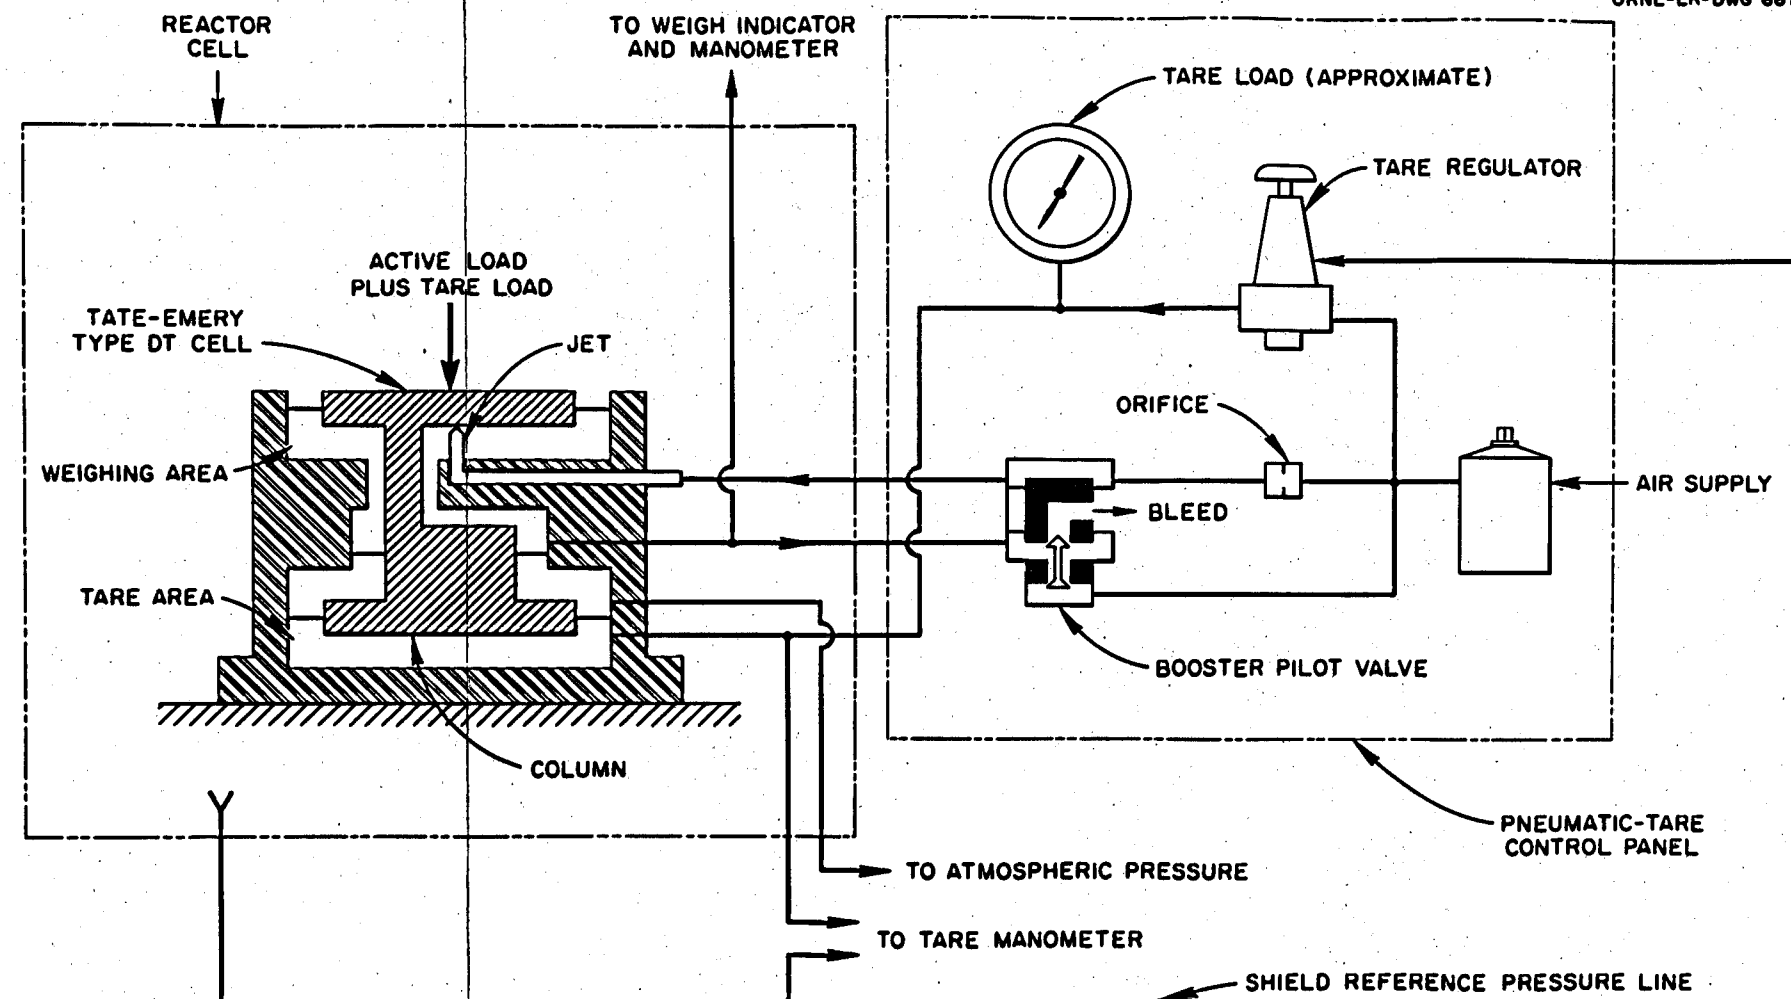 REACTOR
CELL
TO WEIGH INDICATOR
AND MANOMETER
TARE LOAD (APPROXIMATE)
TARE REGULATOR
ACTIVE LOAD
PLUS TARE LOAD
TATE-EMERY
TYPE DT CELL
JET
ORIFICE
WEIGHING AREA
AIR SUPPLY
BLEED
TARE AREA
BOOSTER PILOT VALVE
COLUMN
PNEUMATIC-TARE
CONTROL PANEL
TO ATMOSPHERIC PRESSURE
TO TARE MANOMETER
SHIELD REFERENCE PRESSURE LINE